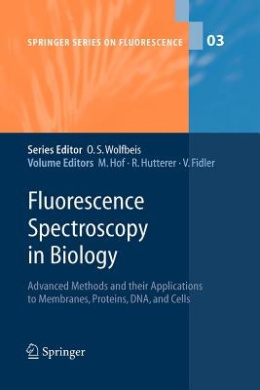 SPRINGER SERIES ON FLUORESCENCE 03
Series Editor O. S. Wolfbeis
Volume Editors M. Hof · R. Hutterer · V. Fidler
Fluorescence
Spectroscopy
in Biology
Advanced Methods and their Applications
to Membranes, Proteins, DNA, and Cells
Springer